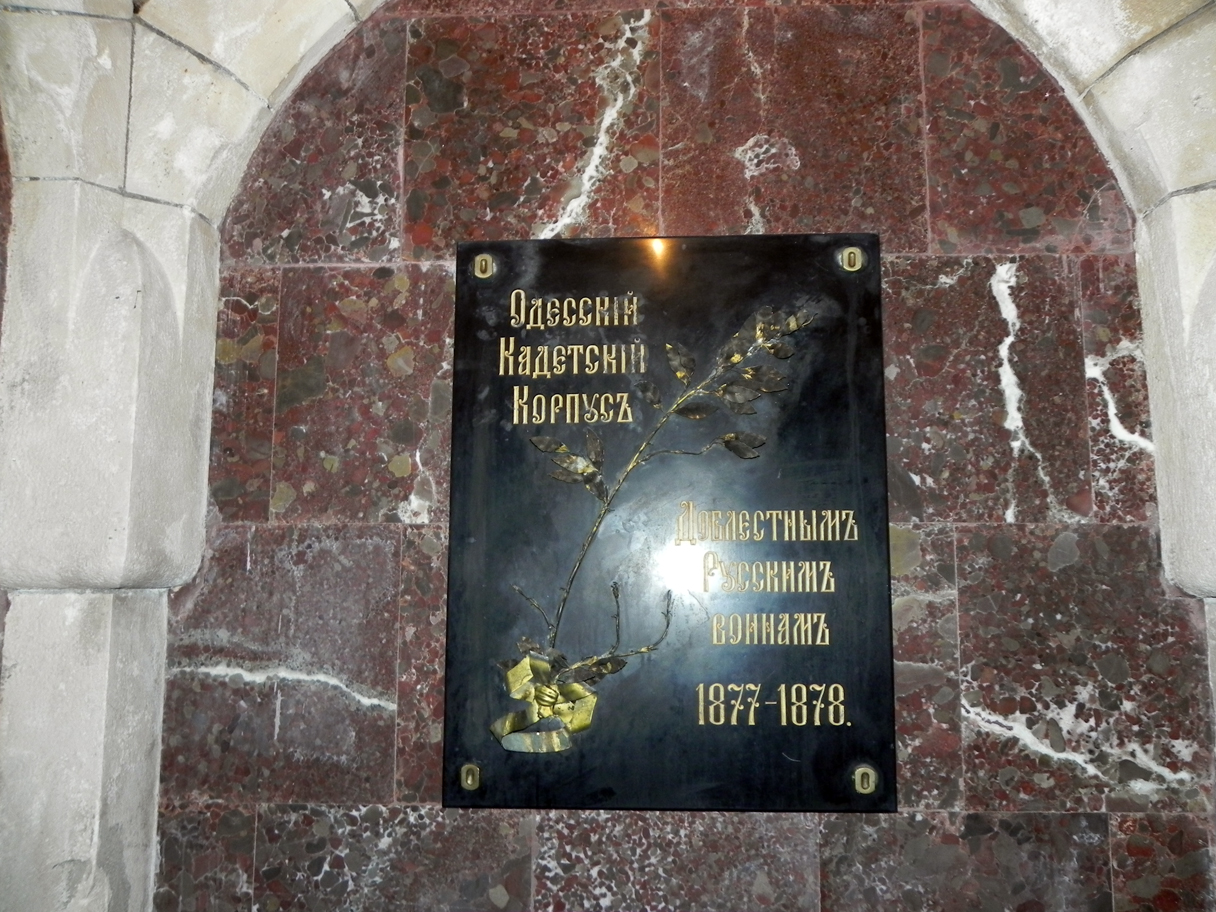 Одесскій
Кадетскій
Корпусъ
Доблестнымъ
Русскимъ
воинамъ
1877-1878.